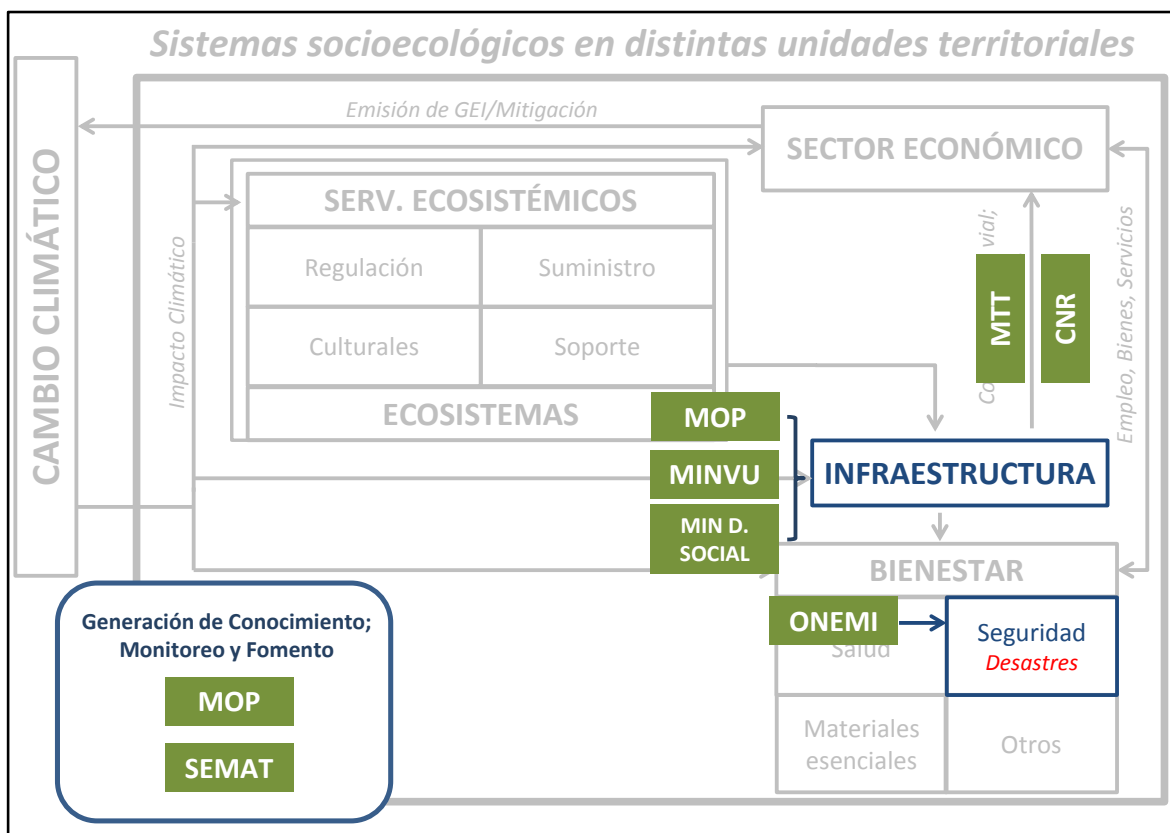 Sistemas socioecológicos en distintas unidades territoriales
Emisión de GEI/Mitigación
SECTOR ECONÓMICO
CAMBIO CLIMÁTICO
Impacto Climático
SERV. ECOSISTÉMICOS
Regulación
Suministro
Culturales
Soporte
ECOSISTEMAS
vial;
MTT
CNR
Empleo, Bienes, Servicios
MOP
MINVU
MIN D.
SOCIAL
INFRAESTRUCTURA
BIENESTAR
ONEMI
Salud
Seguridad
Desastres
Materiales
esenciales
Otros
Generación de Conocimiento;
Monitoreo y Fomento
MOP
SEMAT